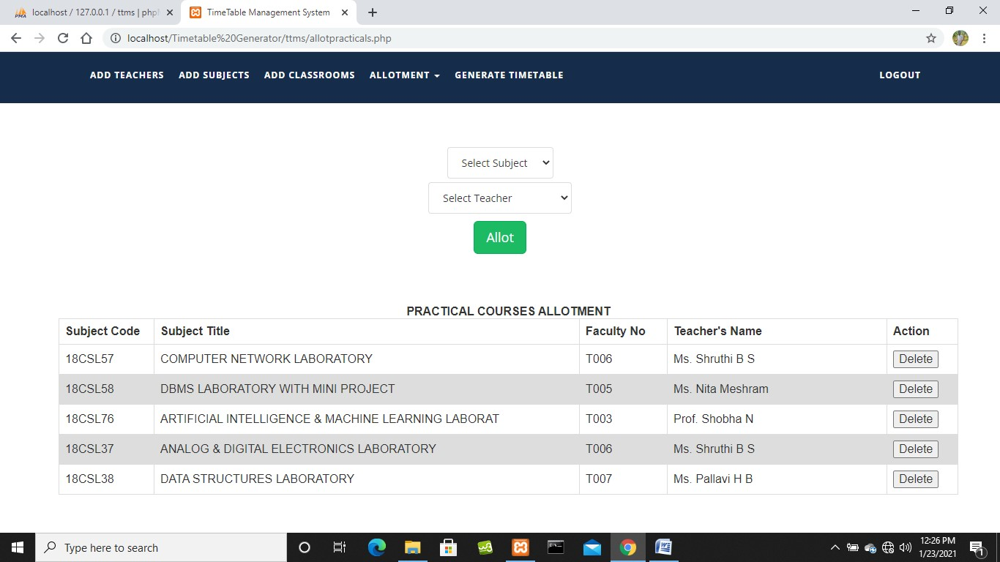 localhost / 127.0.0.1 / ttms | php
TimeTable Management System
localhost/Timetable%20Generator/ttms/allotpracticals.php
ADD TEACHERS ADD SUBJECTS ADD CLASSROOMS ALLOTMENT GENERATE TIMETABLE LOGOUT
Select Subject
Select Teacher
Allot
PRACTICAL COURSES ALLOTMENT
Subject Code Subject Title Faculty No Teacher's Name Action
18CSL57 COMPUTER NETWORK LABORATORY T006 Ms. Shruthi B S Delete
18CSL58 DBMS LABORATORY WITH MINI PROJECT T005 Ms. Nita Meshram Delete
18CSL76 ARTIFICIAL INTELLIGENCE & MACHINE LEARNING LABORAT T003 Prof. Shobha N Delete
18CSL37 ANALOG & DIGITAL ELECTRONICS LABORATORY T006 Ms. Shruthi B S Delete
18CSL38 DATA STRUCTURES LABORATORY T007 Ms. Pallavi H B Delete
Type here to search
12:26 PM
1/23/2021
1